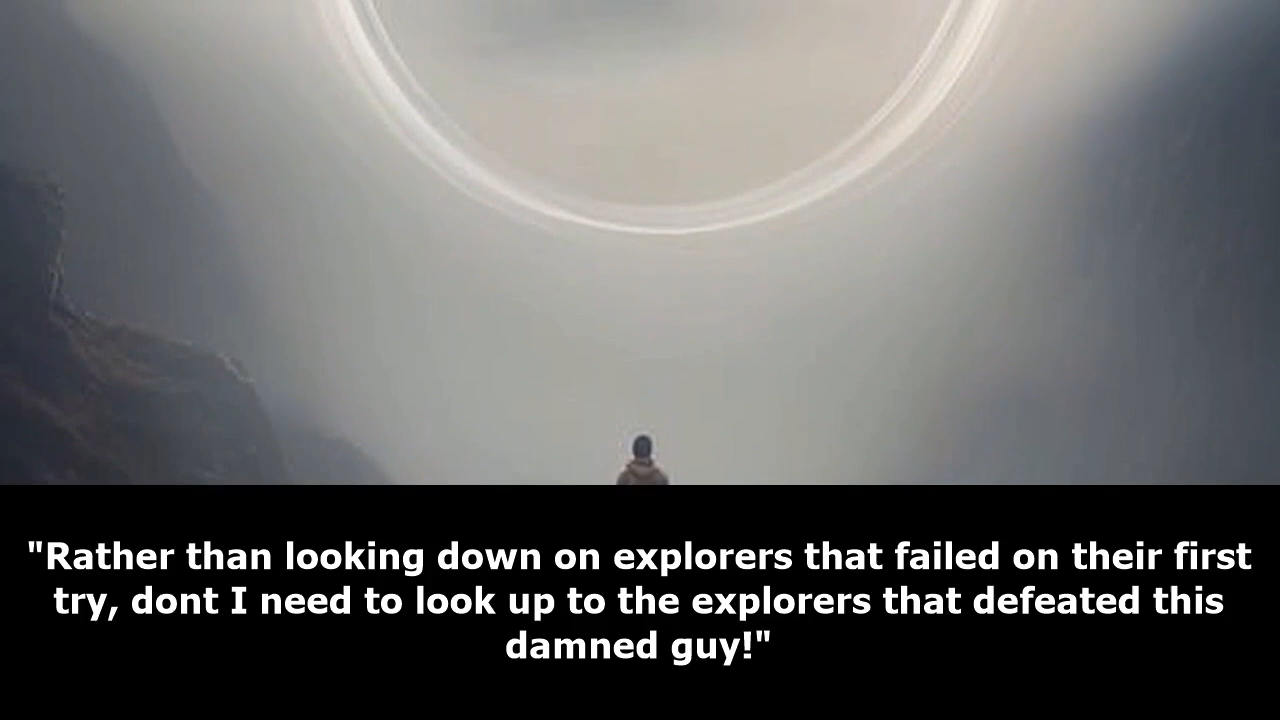 "Rather than looking down on explorers that failed on their first
try, dont I need to look up to the explorers that defeated this
damned guy!"